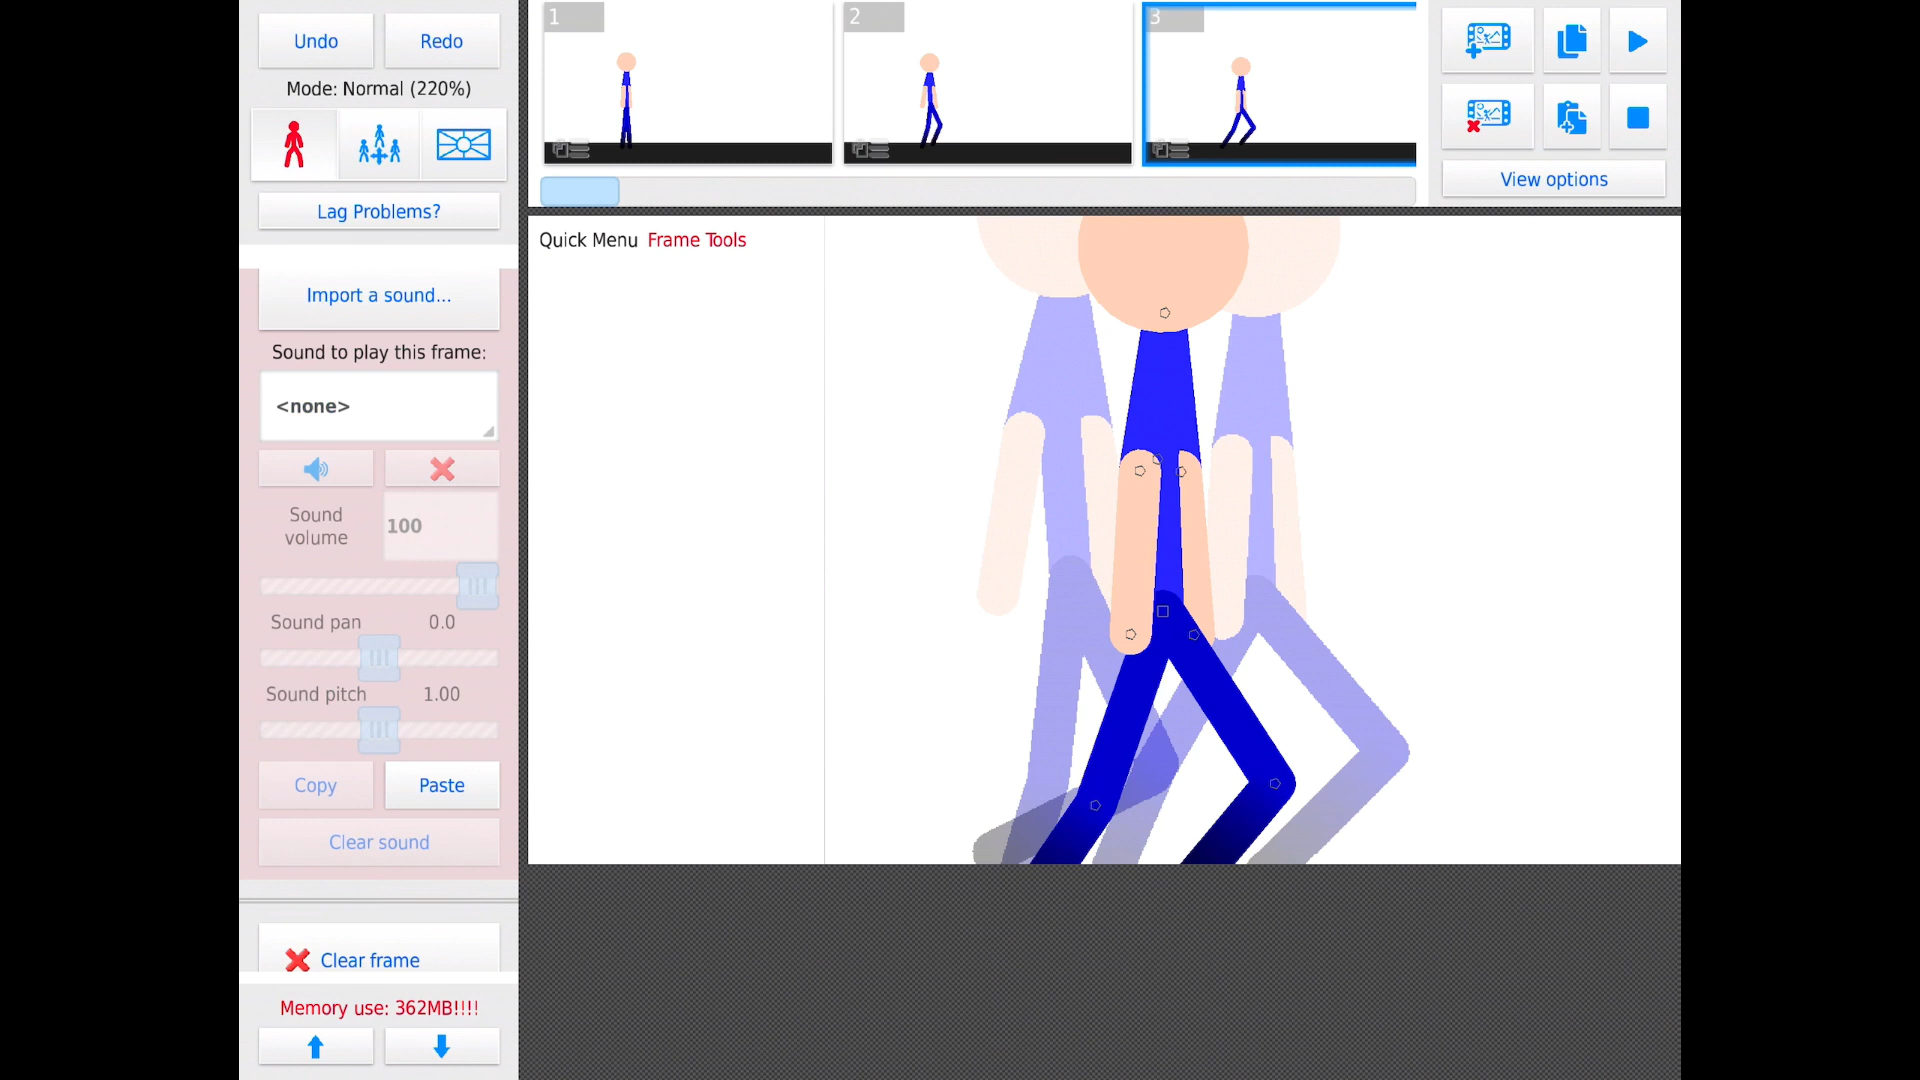 Undo
Redo
Mode: Normal (220%)
Lag Problems?
Import a sound...
Sound to play this frame:
<none>
Sound volume
100
Sound pan
0.0
Sound pitch
1.00
Copy
Paste
Clear sound
Clear frame
Memory use: 362MB!!!!
1
2
3
View options
Quick Menu
Frame Tools